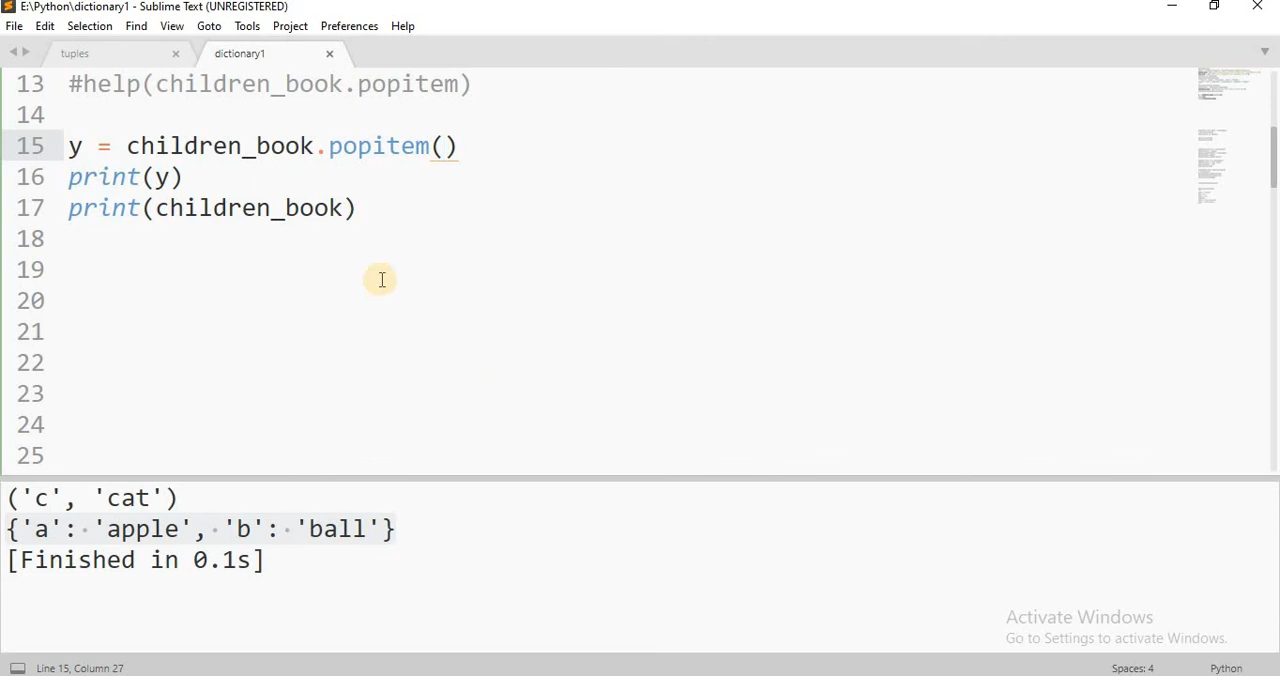 E:\Python\dictionary1 - Sublime Text (UNREGISTERED)
File Edit Selection Find View Goto Tools Project Preferences Help
tuples dictionary1
13 #help(children_book.popitem)
14
15 y = children_book.popitem()
16 print(y)
17 print(children_book)
18
19
20
21
22
23
24
25
('c', 'cat')
{'a': 'apple', 'b': 'ball'}
[Finished in 0.1s]
Activate Windows
Go to Settings to activate Windows.
Line 15, Column 27 Spaces: 4 Python